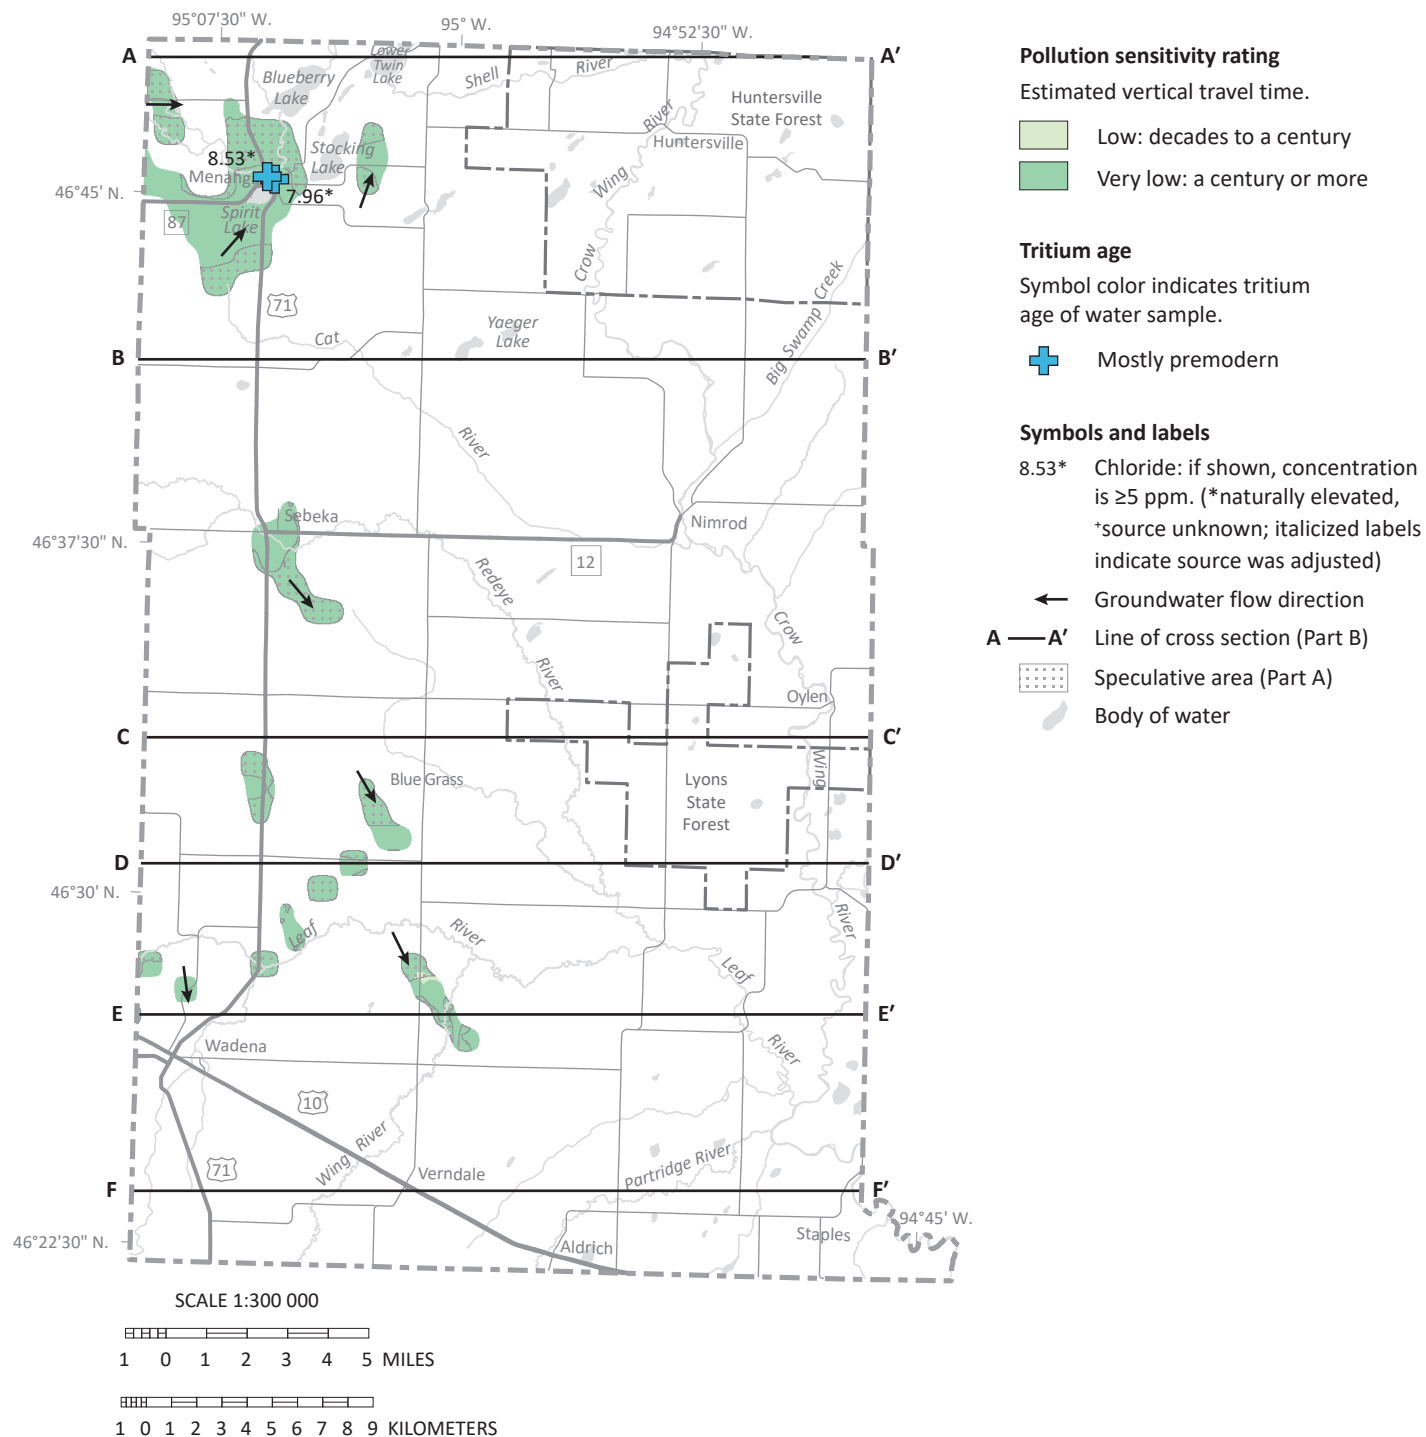 95°07'30" W.
95° W.
94°52'30" W.
A
A′
Lower
Twin
Lake
Blueberry
Lake
Shell
River
Huntersville
State Forest
River
Huntersville
8.53*
Stocking
Lake
Menahga
46°45' N.
7.96*
Wing
87
Spirit
Lake
Crow
71
Big Swamp Creek
Cat
Yaeger
Lake
B
B′
River
Sebeka
Nimrod
46°37'30" N.
12
Redeye
Crow
River
Oylen
C
C′
Blue Grass
Wing
Lyons
State
Forest
D
D′
46°30' N.
Leaf
River
River
Leaf
E
E′
Wadena
River
10
Wing River
71
Verndale
Partridge River
F
F′
94°45' W.
Staples
46°22'30" N.
Aldrich
SCALE 1:300 000
1 0 1 2 3 4 5 MILES
1 0 1 2 3 4 5 6 7 8 9 KILOMETERS
Pollution sensitivity rating
Estimated vertical travel time.
Low: decades to a century
Very low: a century or more
Tritium age
Symbol color indicates tritium
age of water sample.
Mostly premodern
Symbols and labels
8.53* Chloride: if shown, concentration
is ≥5 ppm. (*naturally elevated,
+source unknown; italicized labels
indicate source was adjusted)
Groundwater flow direction
A A′ Line of cross section (Part B)
Speculative area (Part A)
Body of water